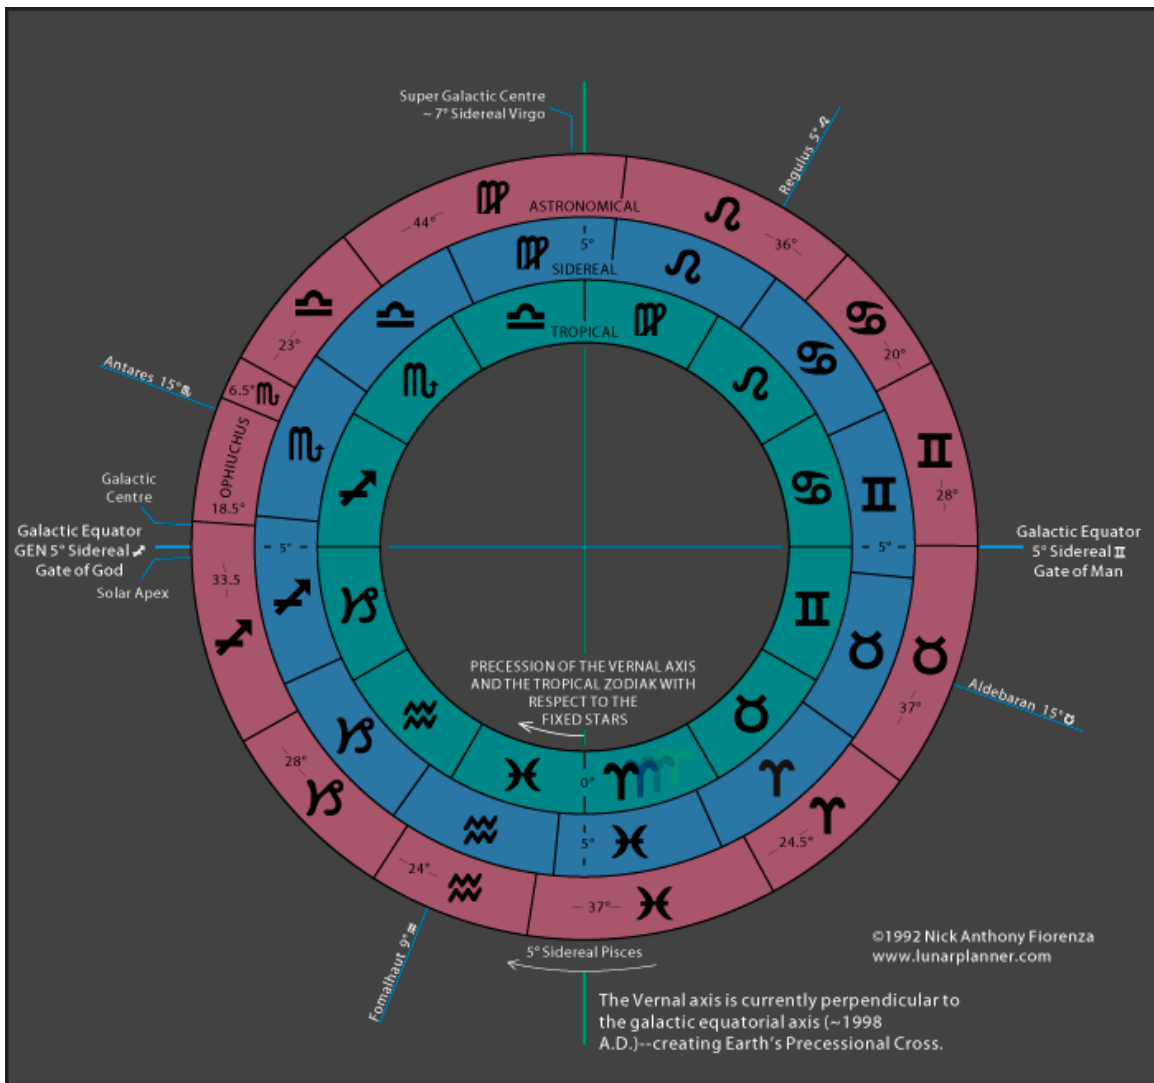 Super Galactic Centre
~ 7° Sidereal Virgo
Regulus 5° ♌
♍
ASTRONOMICAL
♌
44°
36°
♍
5°
♌
SIDEREAL
♎
♎
♋
♎
♍
TROPICAL
♋
23°
20°
Antares 15° ♏
6.5° ♏
♏
♌
OPHIUCHUS
♏
♊
18.5°
♐
♋
♊
28°
Galactic
Centre
Galactic Equator
GEN 5° Sidereal ♐
Gate of God
Solar Apex
5°
5°
Galactic Equator
5° Sidereal ♊
Gate of Man
33.5
♐
♑
♊
♐
♉
♉
37°
Aldebaran 15° ♉
PRECESSION OF THE VERNAL AXIS
AND THE TROPICAL ZODIAK WITH
RESPECT TO THE
FIXED STARS
♒
♉
♑
28°
♑
♓
0°
♈
♈
♒
5°
♓
♈
24.5°
24°
♒
37°
♓
Fomalhaut 9° ♒
5° Sidereal Pisces
©1992 Nick Anthony Fiorenza
www.lunarplanner.com
The Vernal axis is currently perpendicular to
the galactic equatorial axis (~1998
A.D.)--creating Earth's Precessional Cross.